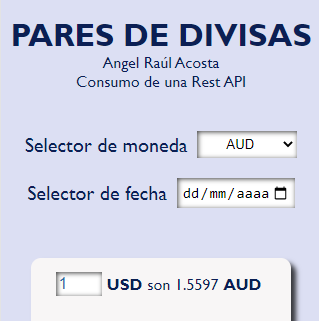 PARES DE DIVISAS
Angel Raúl Acosta
Consumo de una Rest API
Selector de moneda AUD
Selector de fecha dd/mm/aaaa
1 USD son 1.5597 AUD